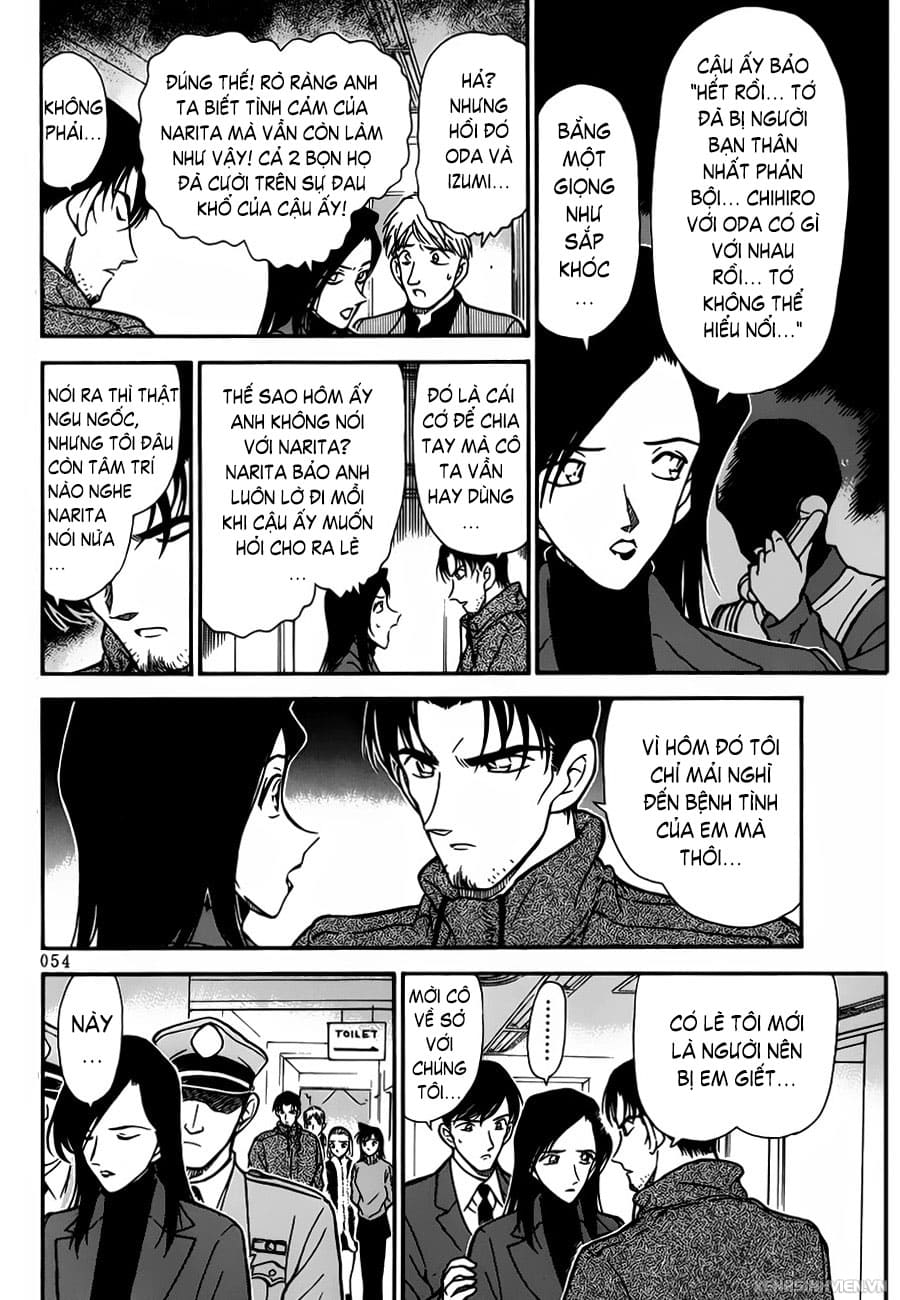 CẬU ẤY BẢO
"HẾT RỒI... TỚ
ĐÃ BỊ NGƯỜI
BẠN THÂN
NHẤT PHẢN
BỘI... CHIHIRO
VỚI ODA CÓ GÌ
VỚI NHAU
RỒI... TỚ
KHÔNG THỂ
HIỂU NỔI..."
BẰNG
MỘT
GIỌNG
NHƯ
SẮP
KHÓC
...
HẢ?
NHƯNG
HỒI ĐÓ
ODA VÀ
IZUMI...
ĐÚNG THẾ! RÕ RÀNG ANH
TA BIẾT TÌNH CẢM CỦA
NARITA MÀ VẪN CÒN LÀM
NHƯ VẬY! CẢ 2 BỌN HỌ
ĐÃ CƯỜI TRÊN SỰ ĐAU
KHỔ CỦA CẬU ẤY!
KHÔNG
PHẢI...
ĐÓ LÀ CÁI
CỚ ĐỂ CHIA
TAY MÀ CÔ
TA VẪN
HAY DÙNG
...
THẾ SAO HÔM ẤY
ANH KHÔNG NÓI
VỚI NARITA?
NARITA BẢO ANH
LUÔN LỜ ĐI MỖI
KHI CẬU ẤY MUỐN
HỎI CHO RA LẼ
...
NÓI RA THÌ THẬT
NGU NGỐC,
NHƯNG TÔI ĐÂU
CÒN TÂM TRÍ
NÀO NGHE
NARITA
NÓI NỮA
...
VÌ HÔM ĐÓ TÔI
CHỈ MẢI NGHĨ
ĐẾN BỆNH TÌNH
CỦA EM MÀ
THÔI...
054
CÓ LẼ TÔI MỚI
LÀ NGƯỜI NÊN
BỊ EM GIẾT...
.........
MỜI CÔ
VỀ SỞ
VỚI
CHÚNG
TÔI...
TOILET
NÀY
...
KENHSINHVIEN.VN